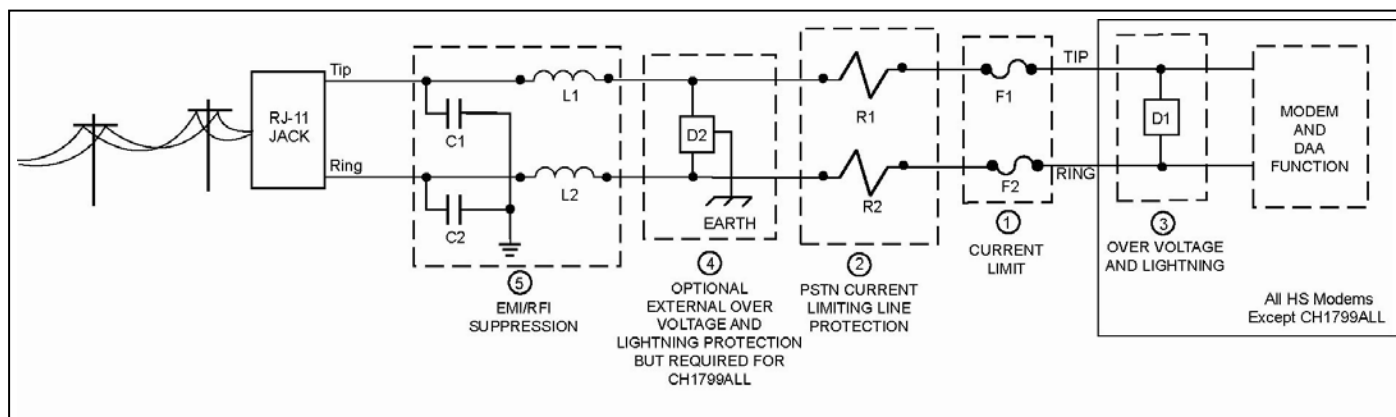 RJ-11
JACK
Tip
Ring
C1
C2
L1
L2
5
EMI/RFI
SUPPRESSION
D2
EARTH
4
OPTIONAL
EXTERNAL OVER
VOLTAGE AND
LIGHTNING PROTECTION
BUT REQUIRED FOR
CH1799ALL
R1
R2
2
PSTN CURRENT
LIMITING LINE
PROTECTION
F1
F2
1
CURRENT
LIMIT
TIP
RING
D1
3
OVER VOLTAGE
AND LIGHTNING
MODEM
AND
DAA
FUNCTION
All HS Modems
Except CH1799ALL